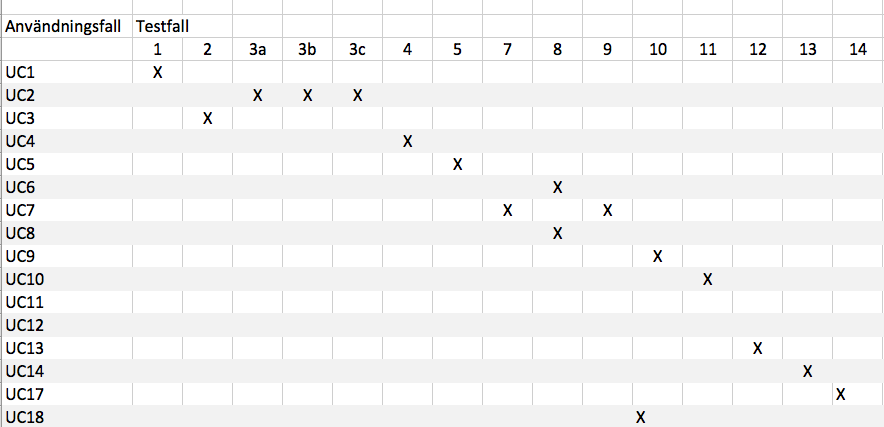 Användningsfall Testfall
1 2 3a 3b 3c 4 5 7 8 9 10 11 12 13 14
UC1 X
UC2 X X X
UC3 X
UC4 X
UC5 X
UC6 X
UC7 X X
UC8 X
UC9 X
UC10 X
UC11
UC12
UC13 X
UC14 X
UC17 X
UC18 X